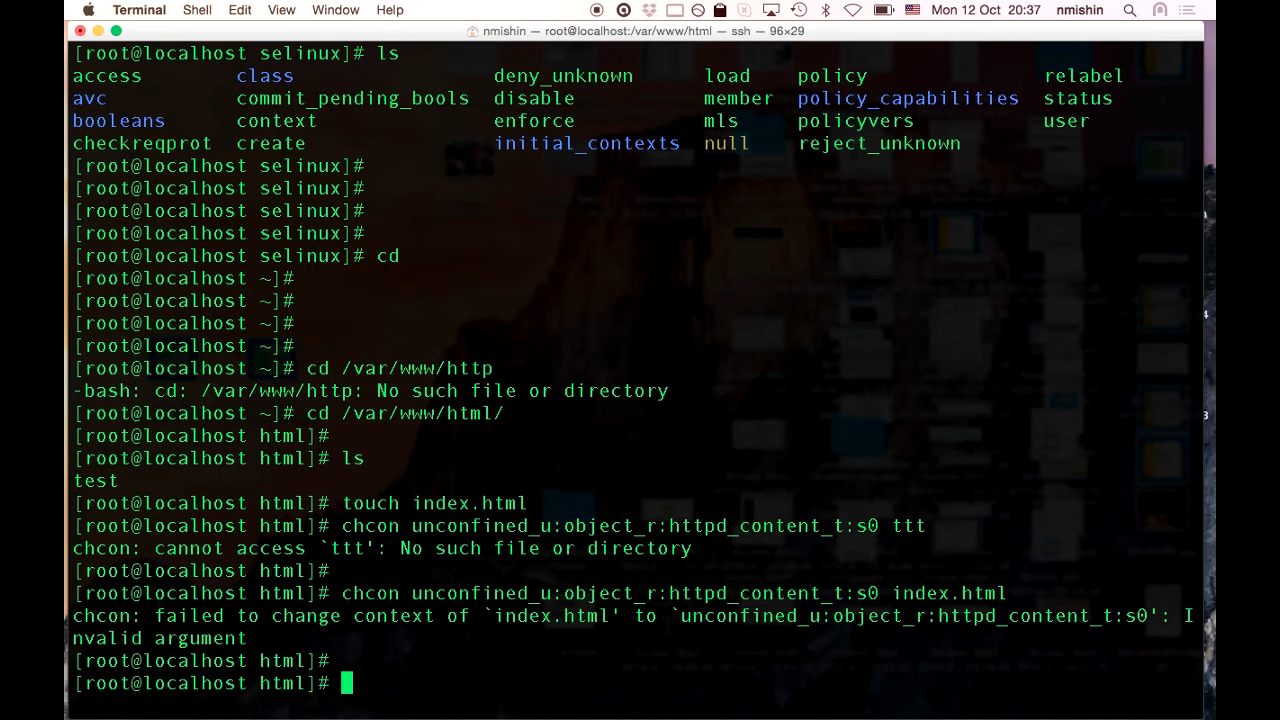 Terminal Shell Edit View Window Help Mon 12 Oct 20:37 nmishin
nmishin — root@localhost:/var/www/html — ssh — 96×29
[root@localhost selinux]# ls
access class deny_unknown load policy relabel
avc commit_pending_bools disable member policy_capabilities status
booleans context enforce mls policyvers user
checkreqprot create initial_contexts null reject_unknown
[root@localhost selinux]#
[root@localhost selinux]#
[root@localhost selinux]#
[root@localhost selinux]#
[root@localhost selinux]# cd
[root@localhost ~]#
[root@localhost ~]#
[root@localhost ~]#
[root@localhost ~]#
[root@localhost ~]# cd /var/www/http
-bash: cd: /var/www/http: No such file or directory
[root@localhost ~]# cd /var/www/html/
[root@localhost html]#
[root@localhost html]# ls
test
[root@localhost html]# touch index.html
[root@localhost html]# chcon unconfined_u:object_r:httpd_content_t:s0 ttt
chcon: cannot access `ttt': No such file or directory
[root@localhost html]#
[root@localhost html]# chcon unconfined_u:object_r:httpd_content_t:s0 index.html
chcon: failed to change context of `index.html' to `unconfined_u:object_r:httpd_content_t:s0': I
nvalid argument
[root@localhost html]#
[root@localhost html]#